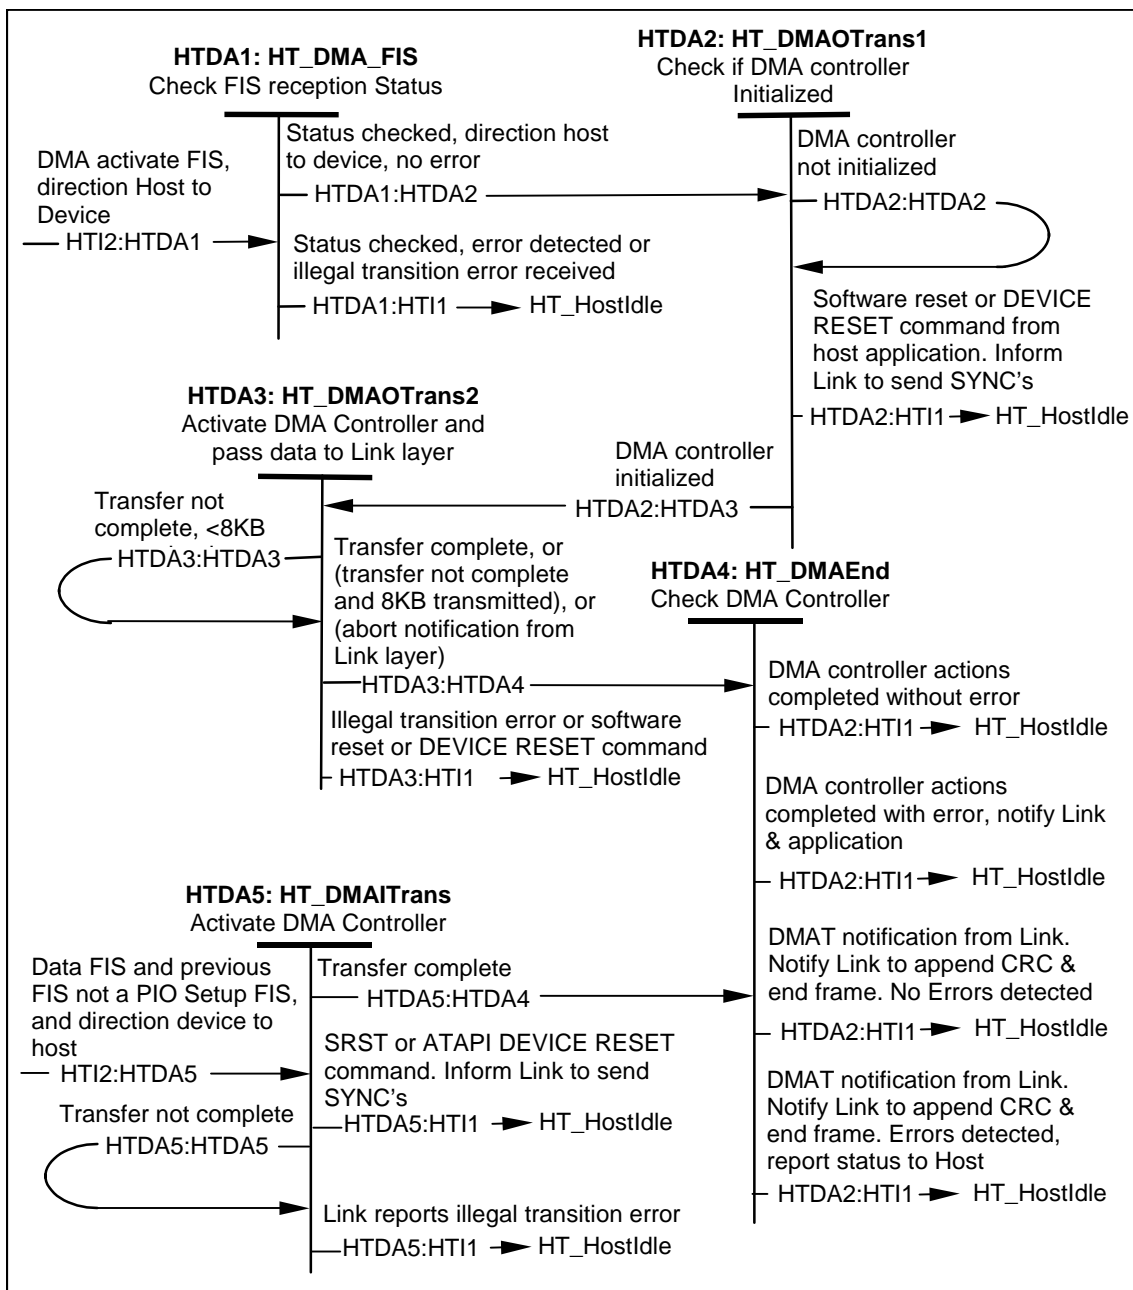 HTDA1: HT_DMA_FIS
Check FIS reception Status
DMA activate FIS,
direction Host to
Device
HTI2:HTDA1
Status checked, direction host
to device, no error
HTDA1:HTDA2
Status checked, error detected or
illegal transition error received
HTDA1:HTI1
HT_HostIdle
HTDA2: HT_DMAOTrans1
Check if DMA controller
Initialized
DMA controller
not initialized
HTDA2:HTDA2
Software reset or DEVICE
RESET command from
host application. Inform
Link to send SYNC's
HTDA2:HTI1
HT_HostIdle
DMA controller
initialized
HTDA2:HTDA3
HTDA3: HT_DMAOTrans2
Activate DMA Controller and
pass data to Link layer
Transfer not
complete, <8KB
HTDA3:HTDA3
Transfer complete, or
(transfer not complete
and 8KB transmitted), or
(abort notification from
Link layer)
HTDA3:HTDA4
Illegal transition error or software
reset or DEVICE RESET command
HTDA3:HTI1
HT_HostIdle
HTDA4: HT_DMAEnd
Check DMA Controller
DMA controller actions
completed without error
HTDA2:HTI1
HT_HostIdle
DMA controller actions
completed with error, notify Link
& application
HTDA2:HTI1
HT_HostIdle
DMAT notification from Link.
Notify Link to append CRC &
end frame. No Errors detected
HTDA2:HTI1
HT_HostIdle
DMAT notification from Link.
Notify Link to append CRC &
end frame. Errors detected,
report status to Host
HTDA2:HTI1
HT_HostIdle
HTDA5: HT_DMAITrans
Activate DMA Controller
Data FIS and previous
FIS not a PIO Setup FIS,
and direction device to
host
HTI2:HTDA5
Transfer not complete
HTDA5:HTDA5
Transfer complete
HTDA5:HTDA4
SRST or ATAPI DEVICE RESET
command. Inform Link to send
SYNC's
HTDA5:HTI1
HT_HostIdle
Link reports illegal transition error
HTDA5:HTI1
HT_HostIdle